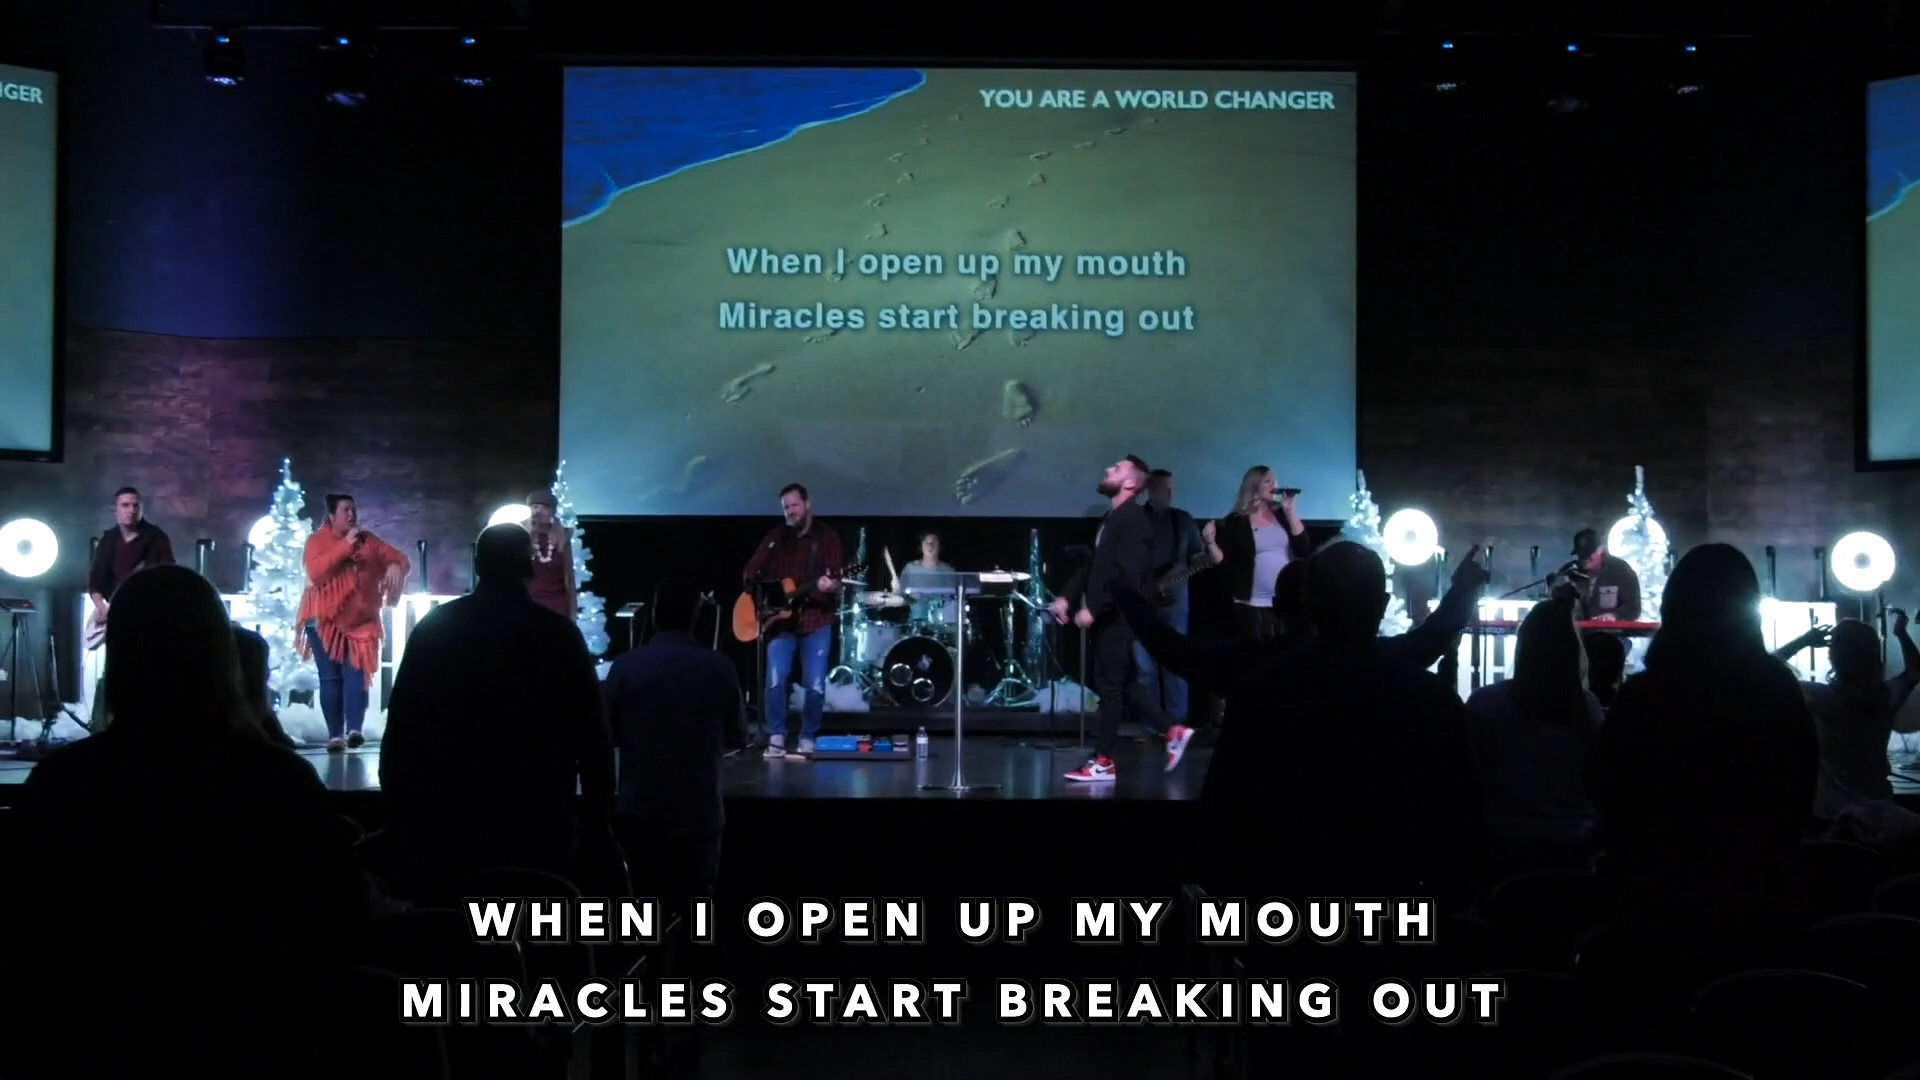 NGER
YOU ARE A WORLD CHANGER
When I open up my mouth
Miracles start breaking out
WHEN I OPEN UP MY MOUTH
MIRACLES START BREAKING OUT